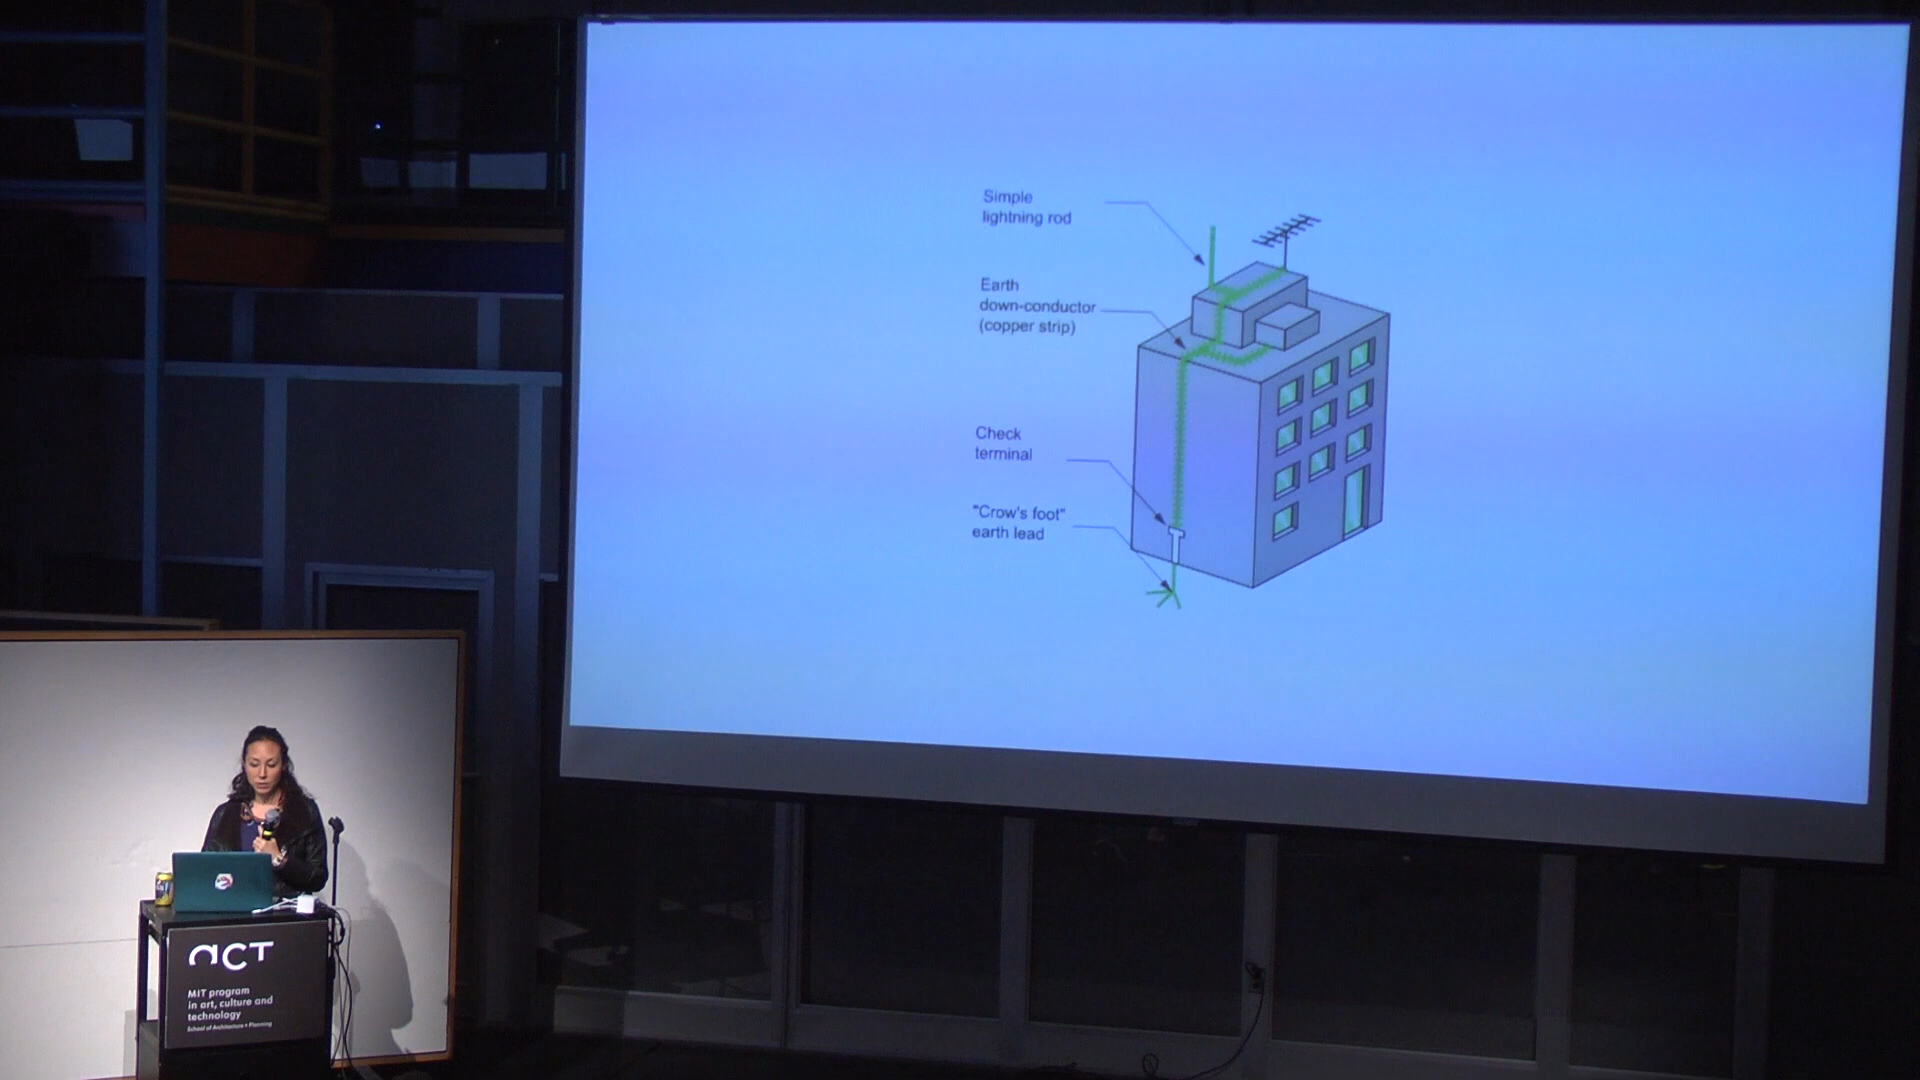 Simple
lightning rod
Earth
down-conductor
(copper strip)
Check
terminal
"Crow's foot"
earth lead
act
MIT program
in art, culture and
technology
School of Architecture + Planning